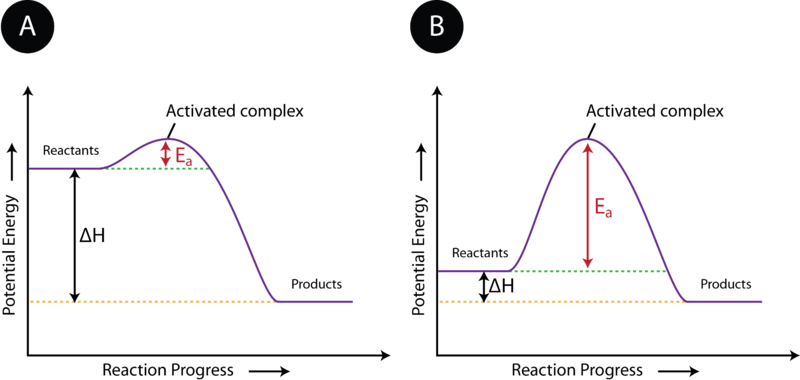 A
Activated complex
Reactants
Ea
ΔH
Products
Potential Energy
Reaction Progress
B
Activated complex
Ea
Reactants
ΔH
Products
Potential Energy
Reaction Progress